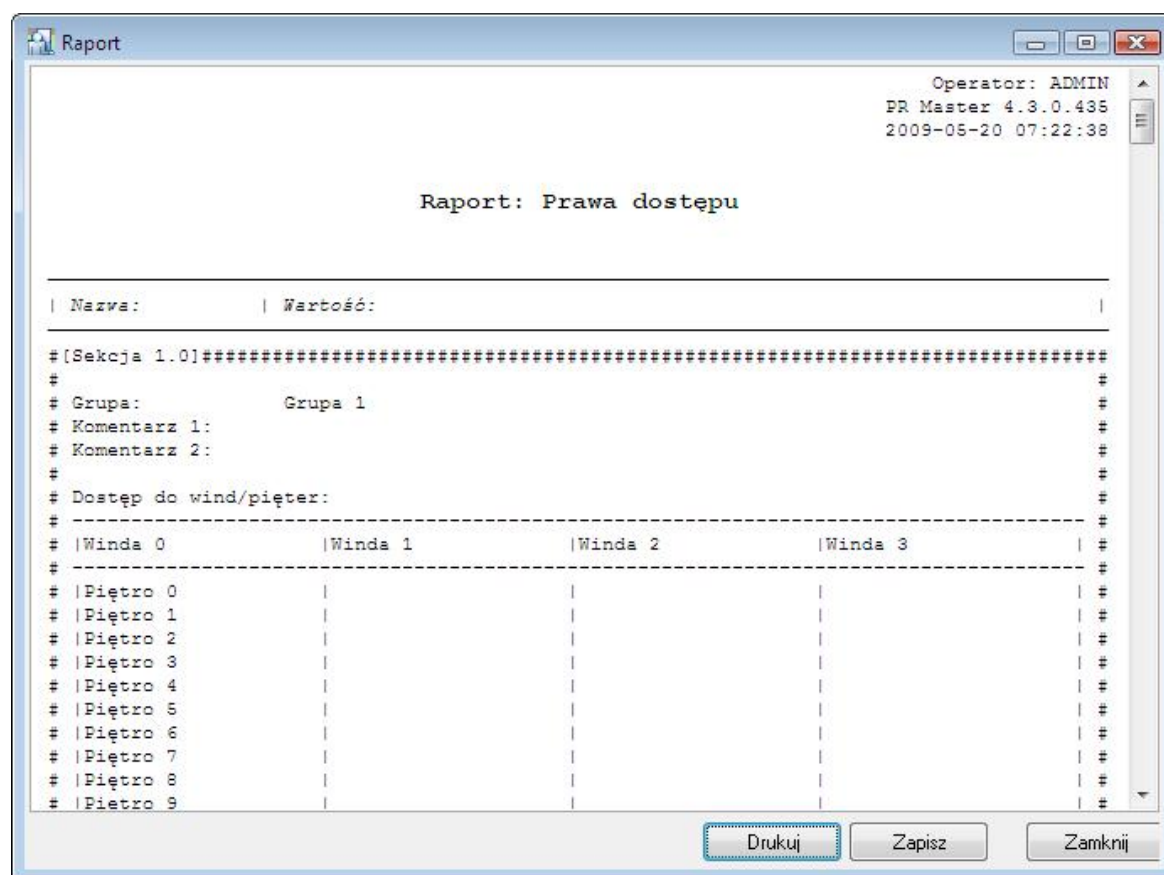 Raport
Operator: ADMIN
PR Master 4.3.0.435
2009-05-20 07:22:38
Raport: Prawa dostępu
| Nazwa: | Wartość: |
#[Sekcja 1.0]#############################################################################
# #
# Grupa: Grupa 1 #
# Komentarz 1: #
# Komentarz 2: #
# #
# Dostęp do wind/pięter: #
# -------------------------------------------------------------------------------------- #
# |Winda 0 |Winda 1 |Winda 2 |Winda 3 | #
# -------------------------------------------------------------------------------------- #
# |Piętro 0 | | | | #
# |Piętro 1 | | | | #
# |Piętro 2 | | | | #
# |Piętro 3 | | | | #
# |Piętro 4 | | | | #
# |Piętro 5 | | | | #
# |Piętro 6 | | | | #
# |Piętro 7 | | | | #
# |Piętro 8 | | | | #
# |Piętro 9 | | | | #
Drukuj Zapisz Zamknij